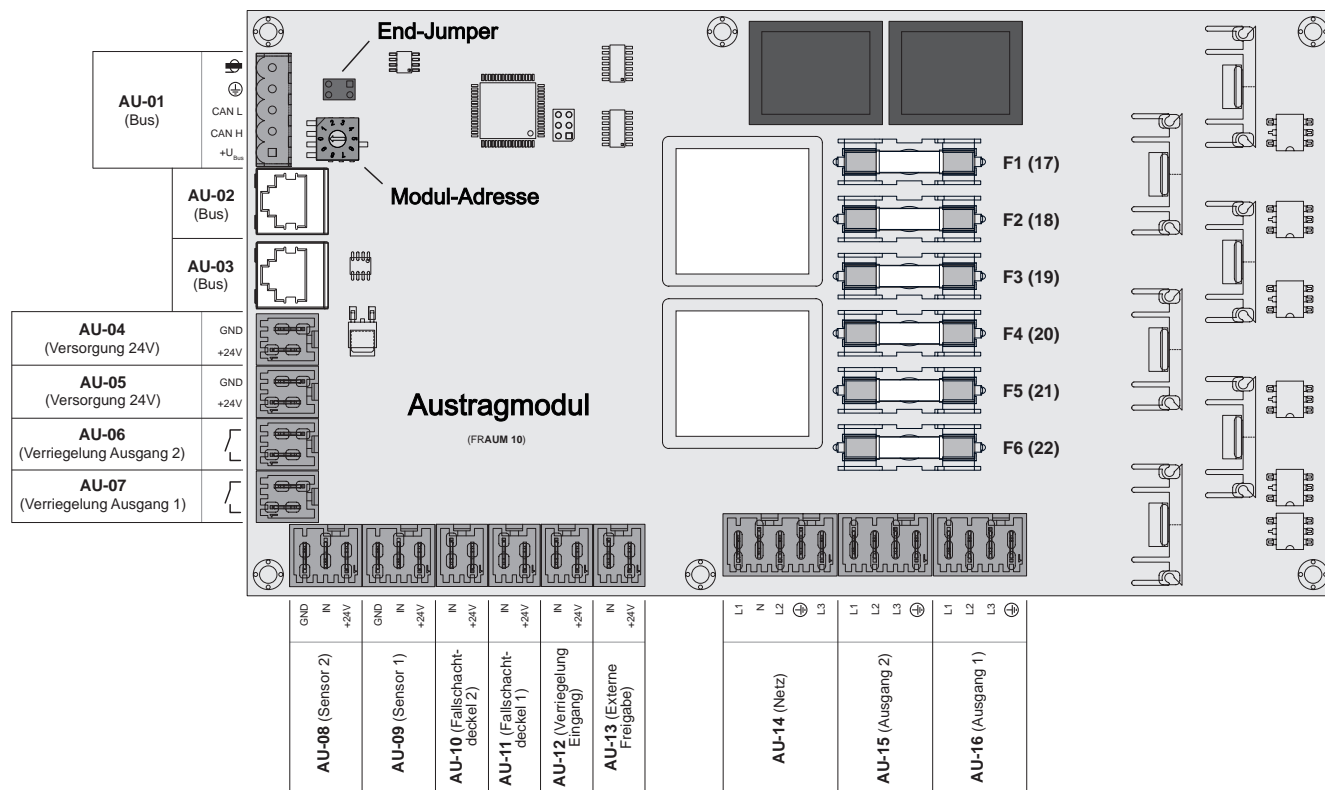 End-Jumper
AU-01
(Bus)
CAN L
CAN H
+U Bus
Modul-Adresse
AU-02
(Bus)
AU-03
(Bus)
AU-04
(Versorgung 24V)
GND
+24V
AU-05
(Versorgung 24V)
GND
+24V
AU-06
(Verriegelung Ausgang 2)
AU-07
(Verriegelung Ausgang 1)
F1 (17)
F2 (18)
F3 (19)
F4 (20)
F5 (21)
F6 (22)
Austragmodul
(FRAUM 10)
GND
IN
+24V
GND
IN
+24V
IN
+24V
IN
+24V
IN
+24V
IN
+24V
L1
N
L2
L3
L1
L2
L3
L1
L2
L3
AU-08 (Sensor 2)
AU-09 (Sensor 1)
AU-10 (Fallschacht-
deckel 2)
AU-11 (Fallschacht-
deckel 1)
AU-12 (Verriegelung
Eingang)
AU-13 (Externe
Freigabe)
AU-14 (Netz)
AU-15 (Ausgang 2)
AU-16 (Ausgang 1)